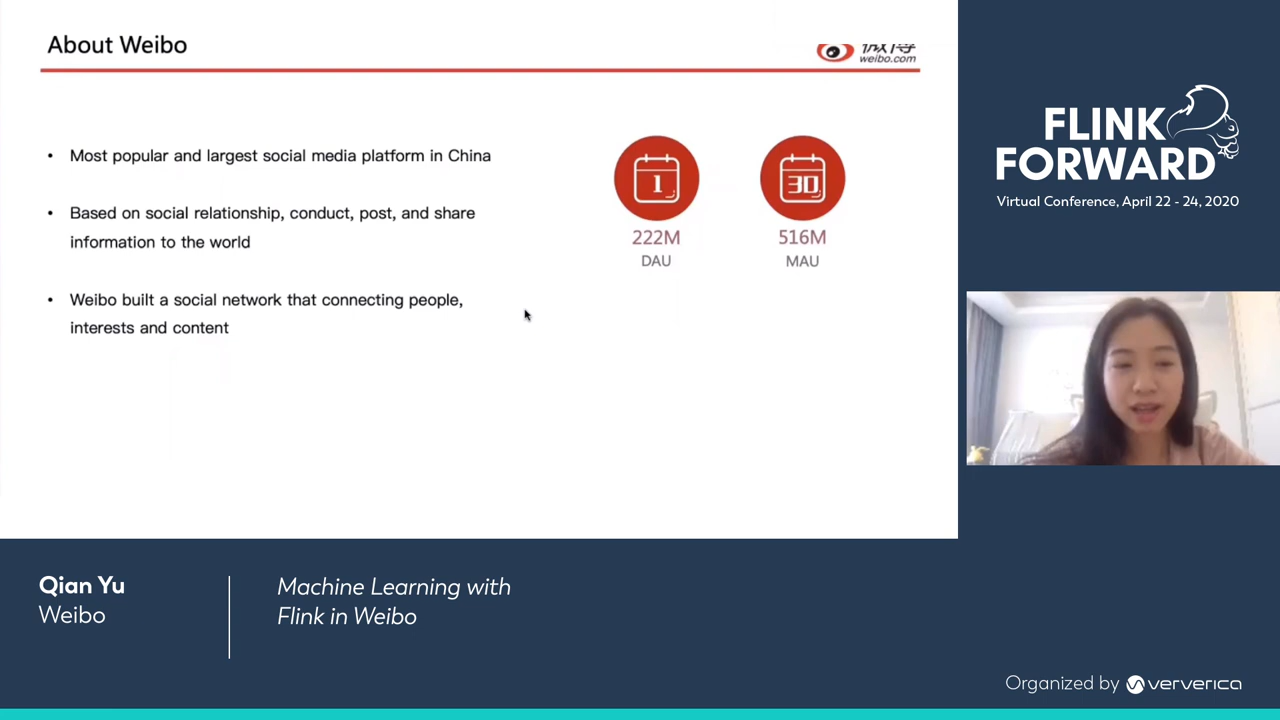 About Weibo
weibo.com
• Most popular and largest social media platform in China
• Based on social relationship, conduct, post, and share
information to the world
• Weibo built a social network that connecting people,
interests and content
1
30
222M
516M
DAU
MAU
FLINK
FORWARD
Virtual Conference, April 22 - 24, 2020
Qian Yu
Weibo
Machine Learning with
Flink in Weibo
Organized by ververica